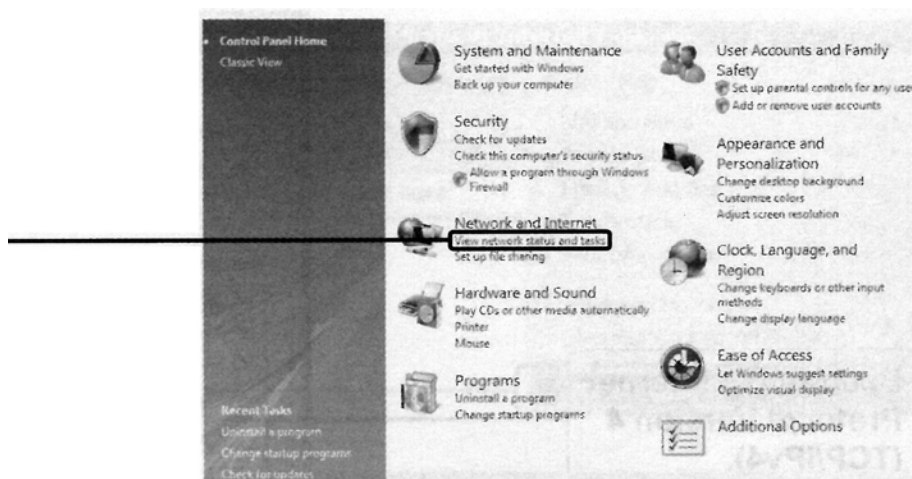 Control Panel Home
Classic View
System and Maintenance
Get started with Windows
Back up your computer
Security
Check for updates
Check this computer's security status
Allow a program through Windows
Firewall
Network and Internet
View network status and tasks
Set up file sharing
Hardware and Sound
Play CDs or other media automatically
Printer
Mouse
Programs
Uninstall a program
Change startup programs
User Accounts and Family
Safety
Set up parental controls for any use
Add or remove user accounts
Appearance and
Personalization
Change desktop background
Customize colors
Adjust screen resolution
Clock, Language, and
Region
Change keyboards or other input
methods
Change display language
Ease of Access
Let Windows suggest settings
Optimize visual display
Additional Options
Recent Tasks
Uninstall a program
Change startup programs
Check for updates
(TCP/IPv4)